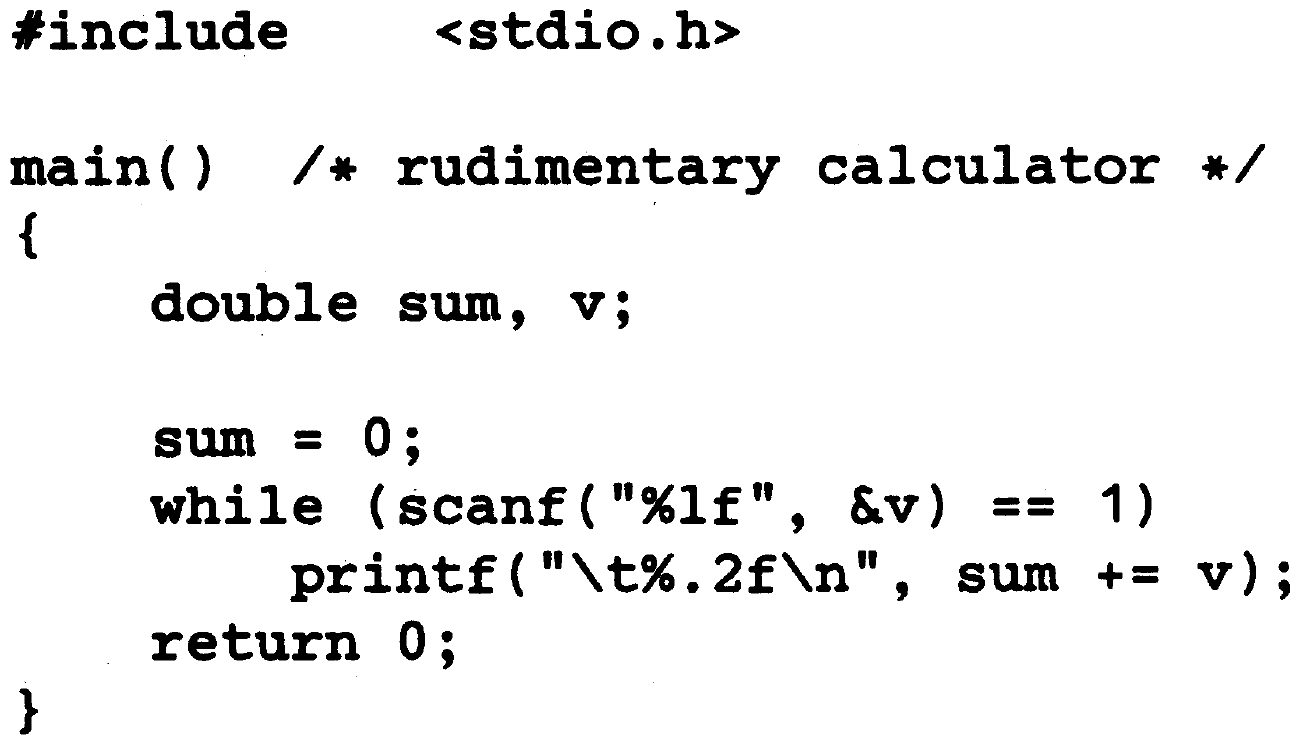 #include    <stdio.h>

main()  /* rudimentary calculator */
{
    double sum, v;

    sum = 0;
    while (scanf("%lf", &v) == 1)
        printf("\t%.2f\n", sum += v);
    return 0;
}